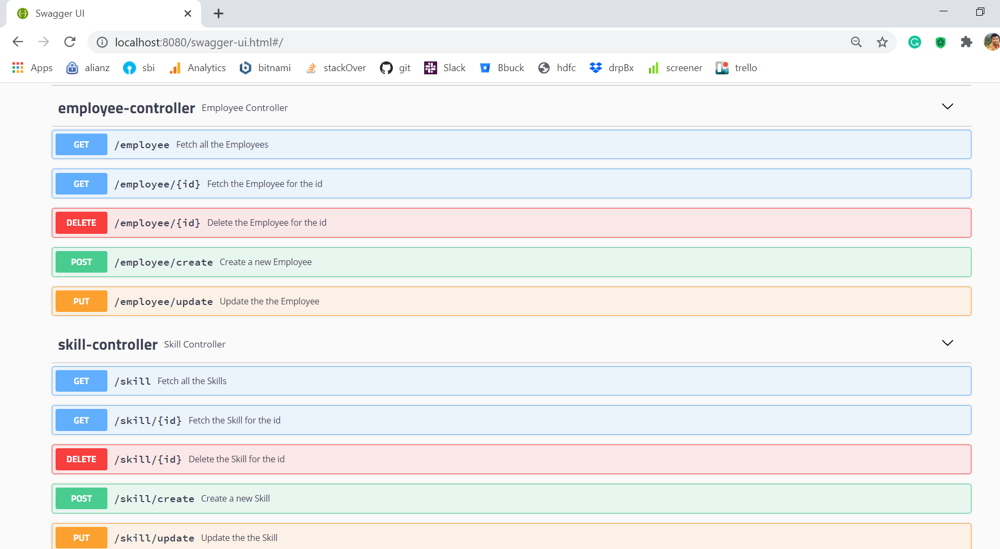 Swagger UI
localhost:8080/swagger-ui.html#/
Apps alianz sbi Analytics bitnami stackOver git Slack Bbuck hdfc drpBx screener trello
employee-controller Employee Controller
GET /employee Fetch all the Employees
GET /employee/{id} Fetch the Employee for the id
DELETE /employee/{id} Delete the Employee for the id
POST /employee/create Create a new Employee
PUT /employee/update Update the the Employee
skill-controller Skill Controller
GET /skill Fetch all the Skills
GET /skill/{id} Fetch the Skill for the id
DELETE /skill/{id} Delete the Skill for the id
POST /skill/create Create a new Skill
PUT /skill/update Update the the Skill